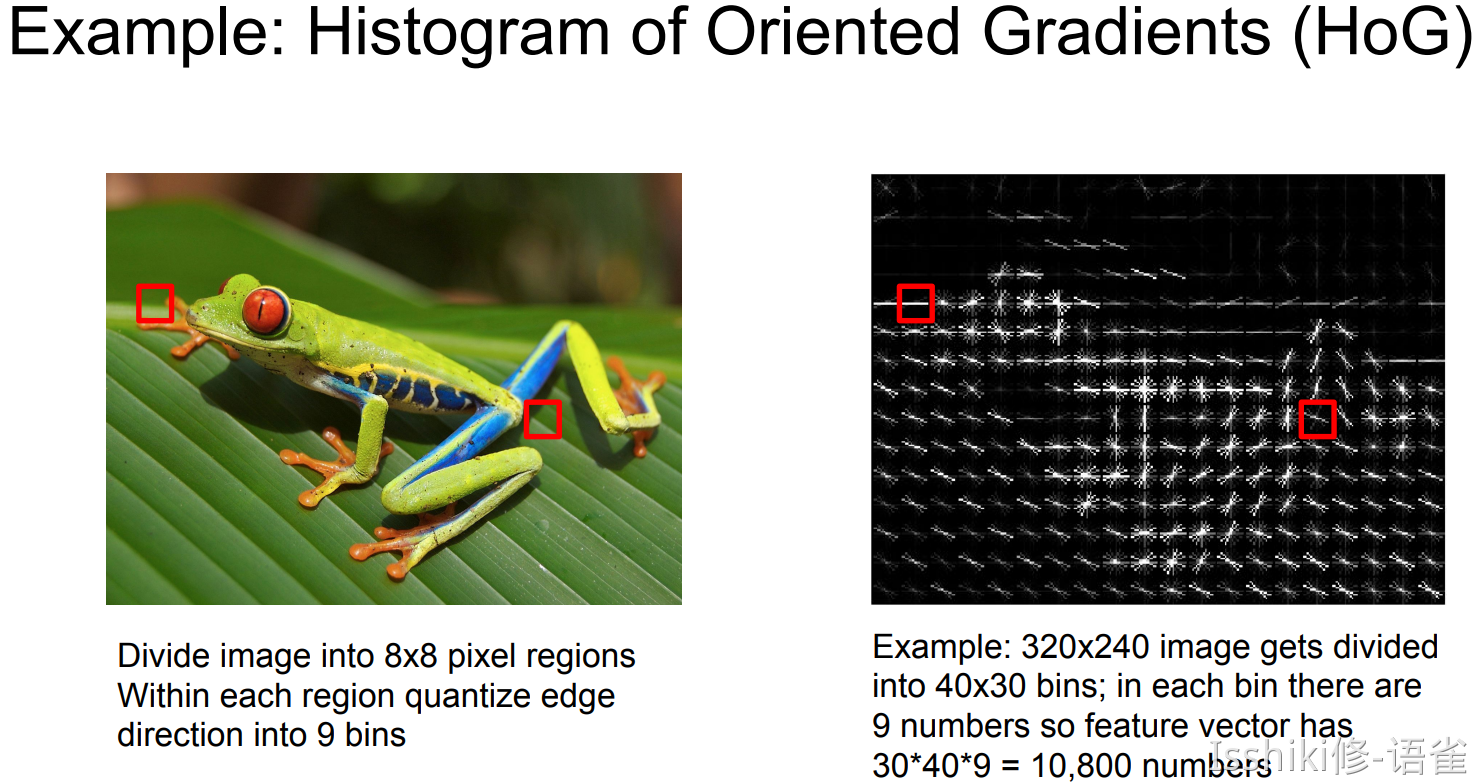 Example: Histogram of Oriented Gradients (HoG)
Divide image into 8x8 pixel regions
Within each region quantize edge
direction into 9 bins
Example: 320x240 image gets divided
into 40x30 bins; in each bin there are
9 numbers so feature vector has
30*40*9 = 10,800 numbers
Isshiki修-语雀